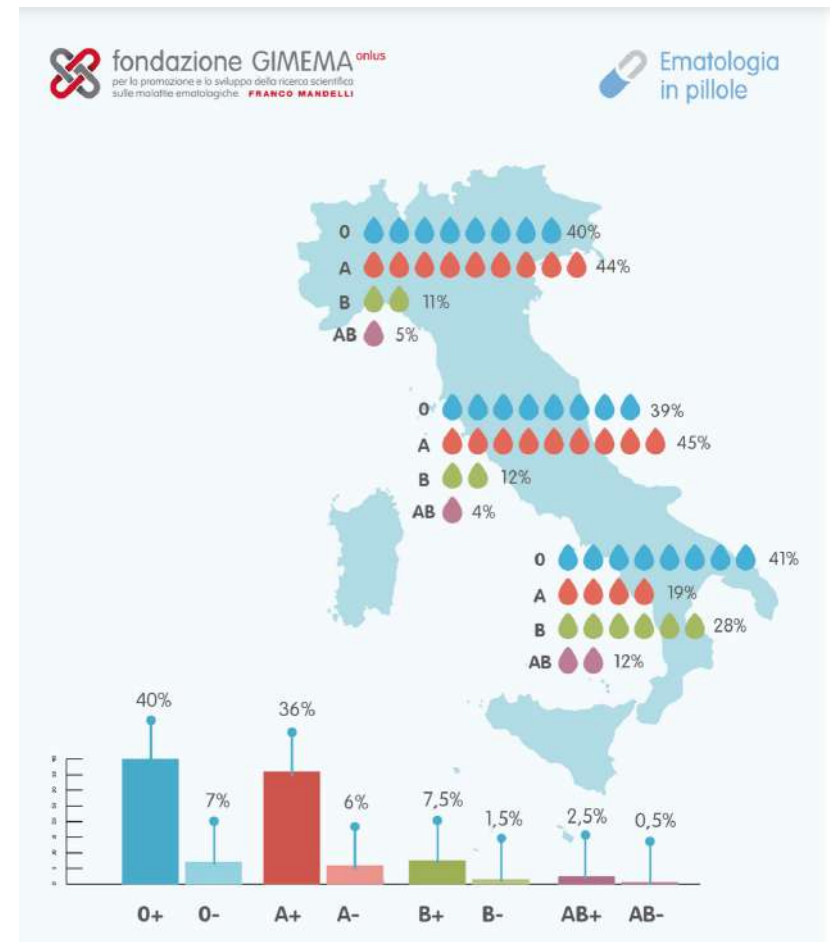 fondazione GIMEMA onlus
per la promozione e lo sviluppo della ricerca scientifica
sulle malattie ematologiche FRANCO MANDELLI
Ematologia
in pillole
0 40%
A 44%
B 11%
AB 5%
0 39%
A 45%
B 12%
AB 4%
0 41%
A 19%
B 28%
AB 12%
40%
7%
36%
6%
7,5%
1,5%
2,5%
0,5%
0+ 0- A+ A- B+ B- AB+ AB-